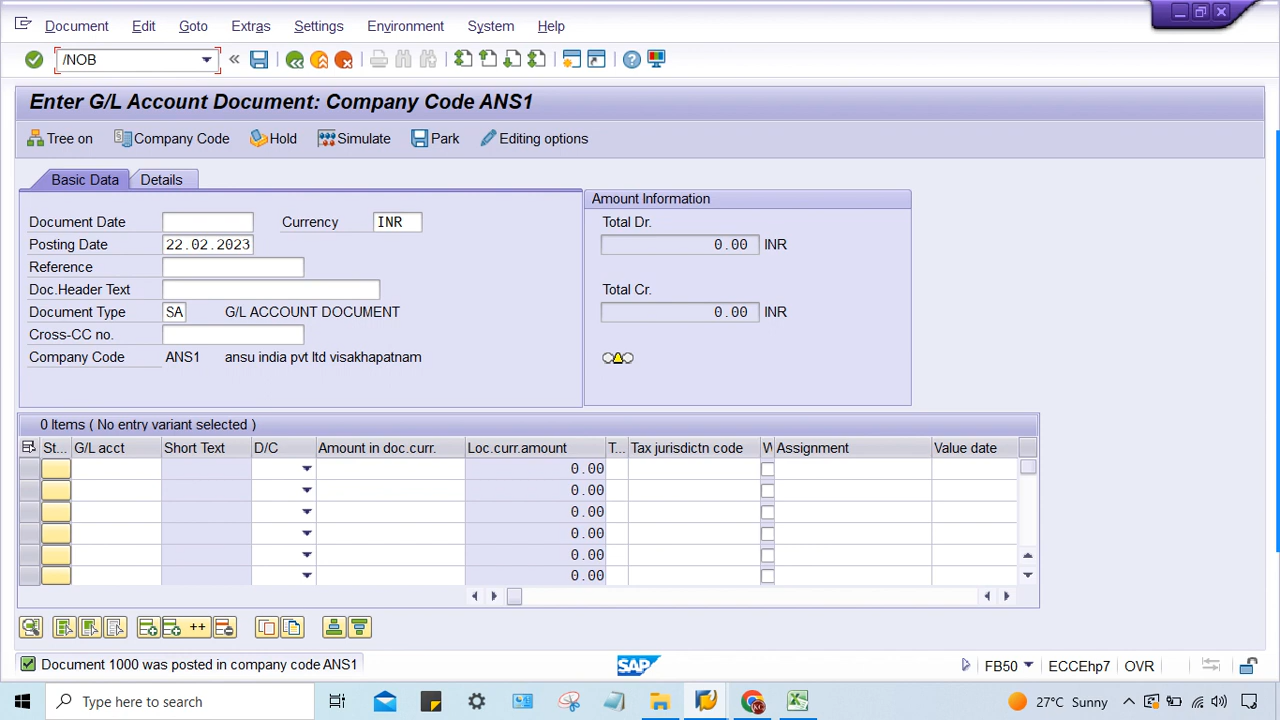 Document Edit Goto Extras Settings Environment System Help
/NOB
Enter G/L Account Document: Company Code ANS1
Tree on Company Code Hold Simulate Park Editing options
Basic Data Details
Document Date Currency INR
Posting Date 22.02.2023
Reference
Doc.Header Text
Document Type SA G/L ACCOUNT DOCUMENT
Cross-CC no.
Company Code ANS1 ansu india pvt ltd visakhapatnam
Amount Information
Total Dr.
0.00 INR
Total Cr.
0.00 INR
0 Items ( No entry variant selected )
St... G/L acct Short Text D/C Amount in doc.curr. Loc.curr.amount T... Tax jurisdictn code W Assignment Value date
0.00
0.00
0.00
0.00
0.00
0.00
Document 1000 was posted in company code ANS1
SAP
FB50 ECCEhp7 OVR
Type here to search
27°C Sunny